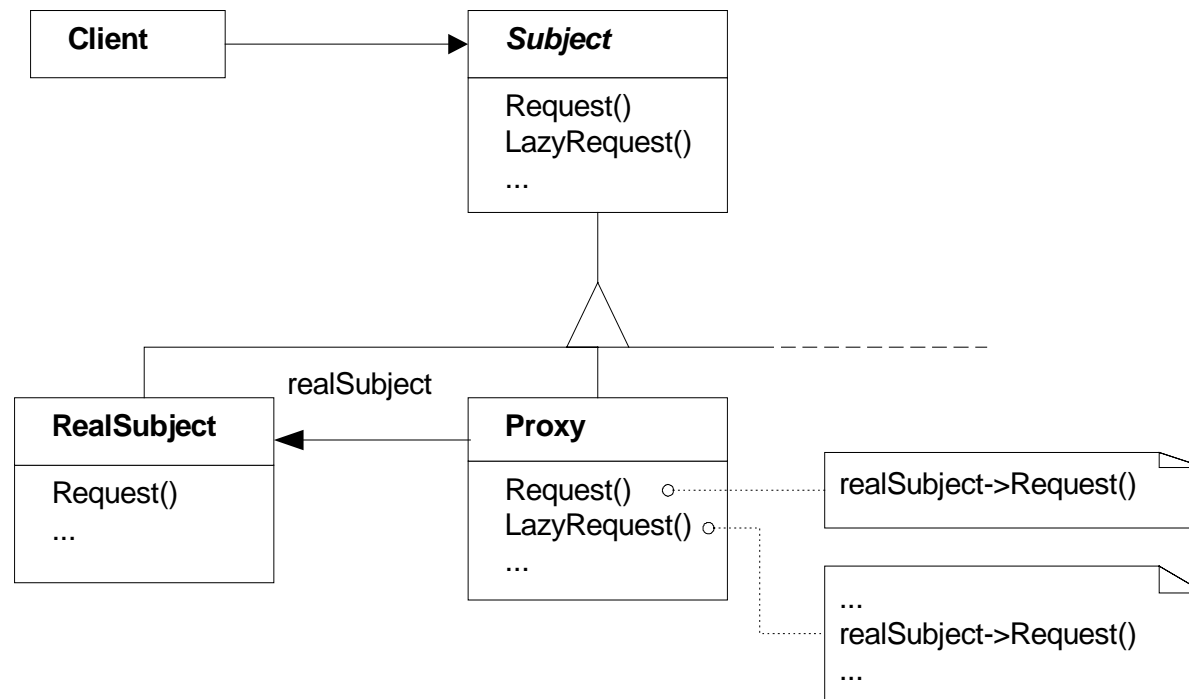 Client
Subject
Request()
LazyRequest()
...
realSubject
RealSubject
Request()
...
Proxy
Request()
LazyRequest()
...
realSubject->Request()
...
realSubject->Request()
...